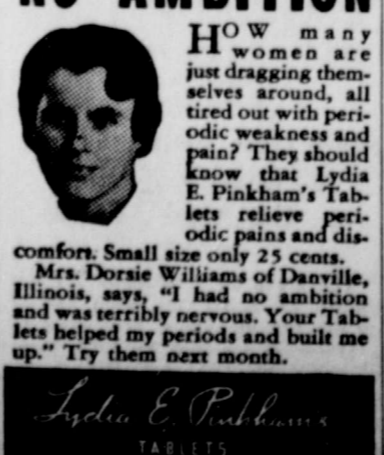 NO AMBITION
HOW many
women are
just dragging them-
selves around, all
tired out with peri-
odic weakness and
pain? They should
know that Lydia
E. Pinkham's Tab-
lets relieve peri-
odic pains and dis-
comfort. Small size only 25 cents.
Mrs. Dorsie Williams of Danville,
Illinois, says, “I had no ambition
and was terribly nervous. Your Tab-
lets helped my periods and built me
up.” Try them next month.
Lydia E. Pinkham's
TABLETS